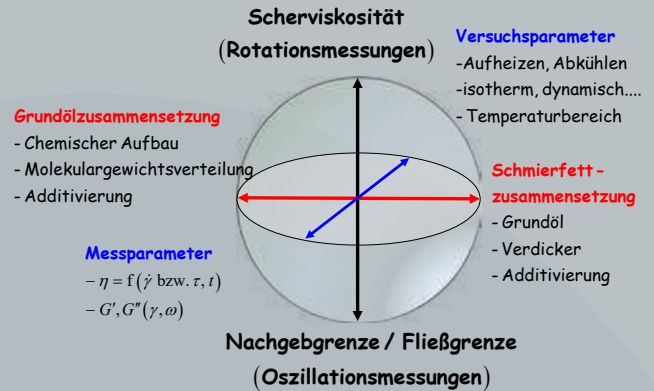 Scherviskosität
(Rotationsmessungen)
Versuchsparameter
-Aufheizen, Abkühlen
-isotherm, dynamisch....
- Temperaturbereich
Grundölzusammensetzung
- Chemischer Aufbau
- Molekulargewichtsverteilung
- Additivierung
Schmierfett -
zusammensetzung
- Grundöl
- Verdicker
- Additivierung
Messparameter
– η = f(γ̇ bzw. τ, t)
– G′, G″(γ, ω)
Nachgebgrenze / Fließgrenze
(Oszillationsmessungen)